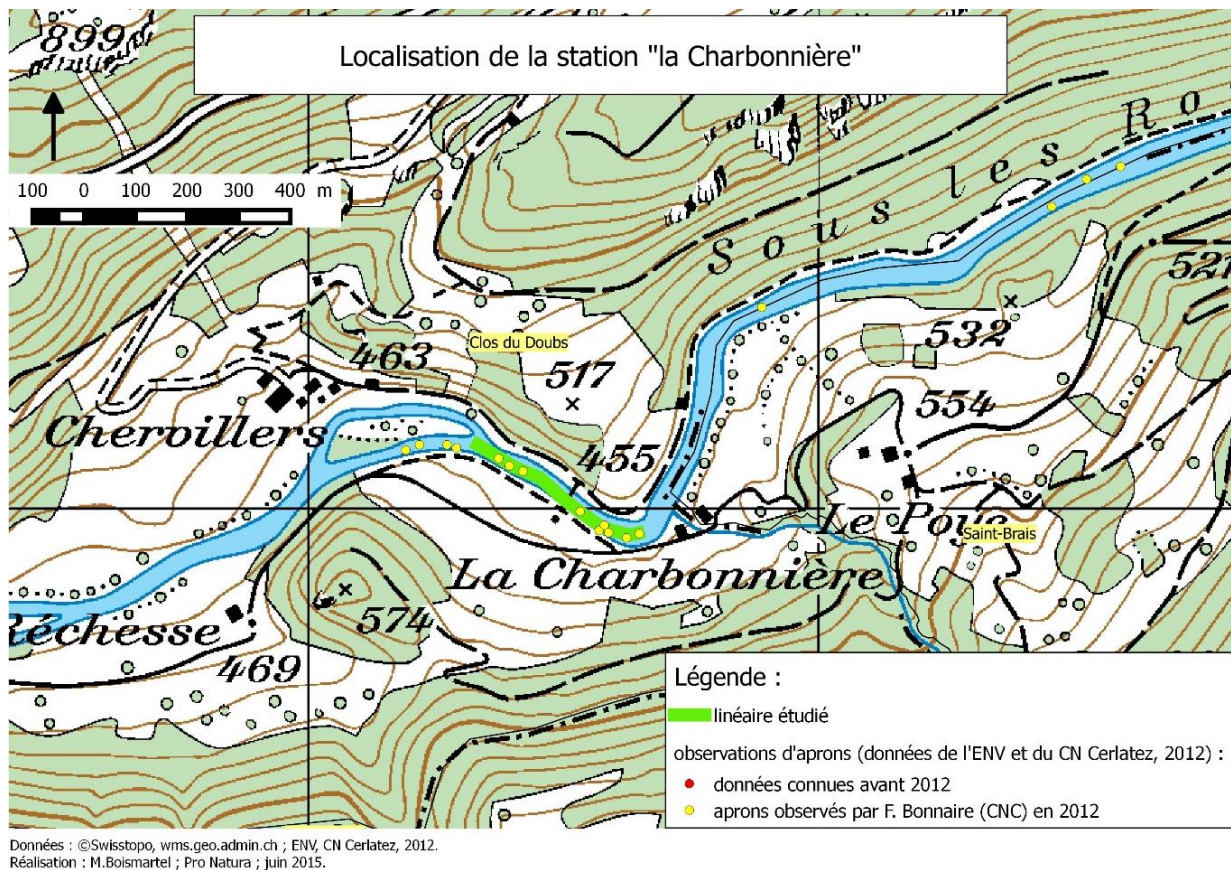 Localisation de la station "la Charbonnière"
899
100 0 100 200 300 400 m
Sous les Ro
521
532
Clos du Doubs
463
517
554
Chervillers
455
Le Poye
Saint-Brais
La Charbonnière
Réchesse
574
469
Légende :
linéaire étudié
observations d'aprons (données de l'ENV et du CN Cerlatez, 2012) :
données connues avant 2012
aprons observés par F. Bonnaire (CNC) en 2012
Données : ©Swisstopo, wms.geo.admin.ch ; ENV, CN Cerlatez, 2012.
Réalisation : M.Boismartel ; Pro Natura ; juin 2015.